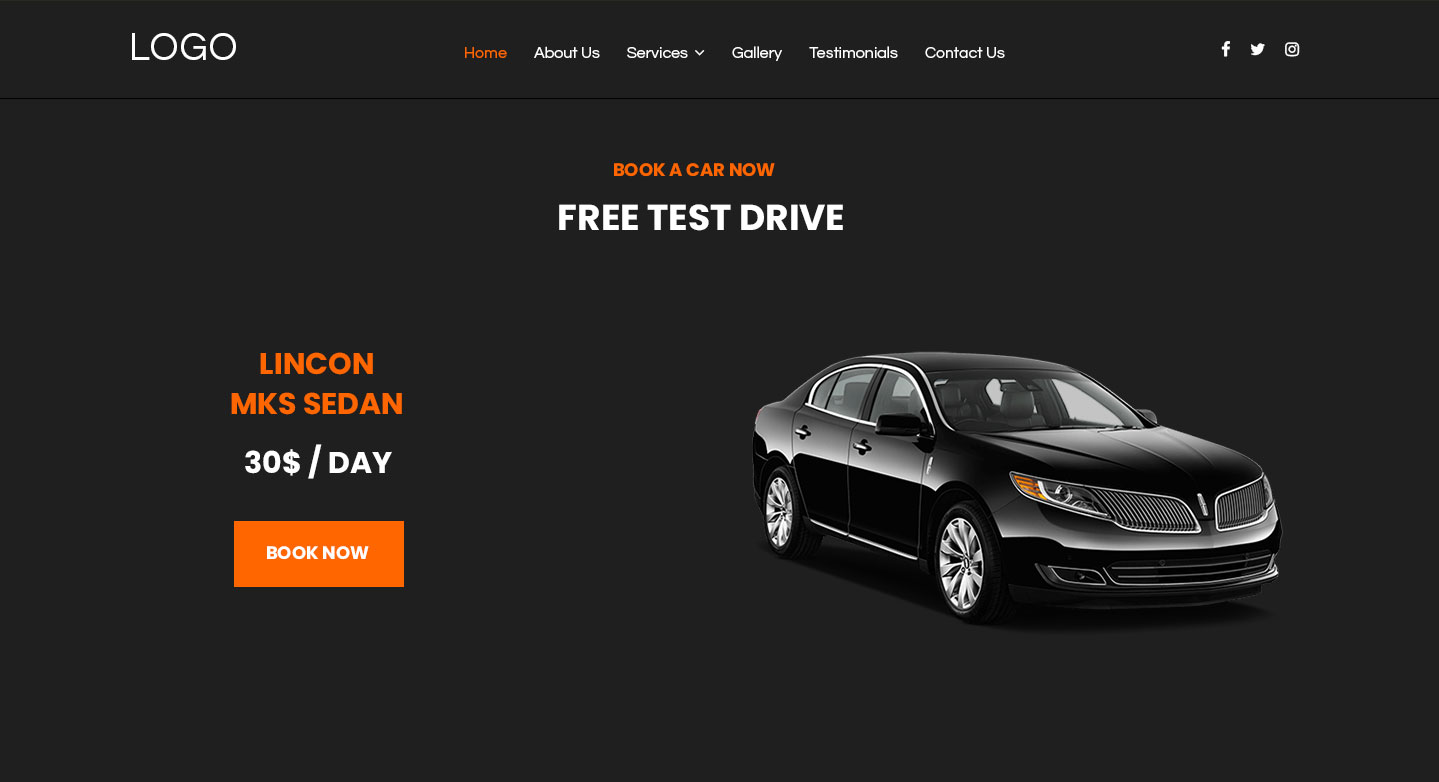 LOGO
Home About Us Services Gallery Testimonials Contact Us
BOOK A CAR NOW
FREE TEST DRIVE
LINCON
MKS SEDAN
30$ / DAY
BOOK NOW